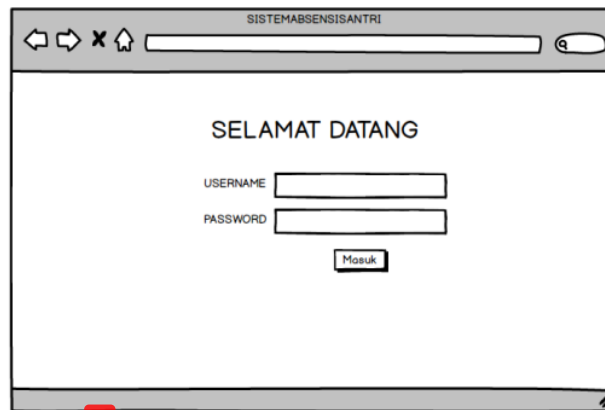 SISTEMABSENSISANTRI
SELAMAT DATANG
USERNAME
PASSWORD
Masuk